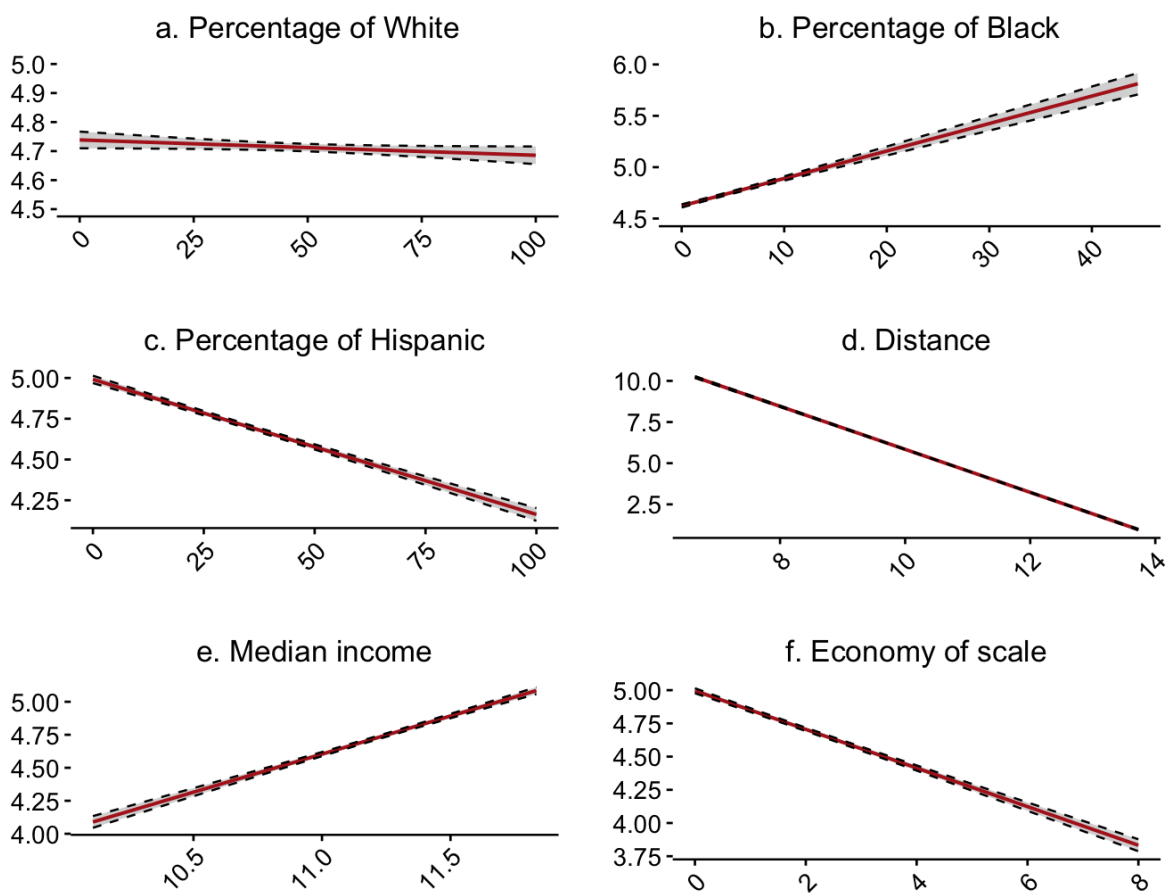 a. Percentage of White
5.0
4.9
4.8
4.7
4.6
4.5
0 25 50 75 100
b. Percentage of Black
6.0
5.5
5.0
4.5
0 10 20 30 40
c. Percentage of Hispanic
5.00
4.75
4.50
4.25
0 25 50 75 100
d. Distance
10.0
7.5
5.0
2.5
8 10 12 14
e. Median income
5.00
4.75
4.50
4.25
4.00
10.5 11.0 11.5
f. Economy of scale
5.00
4.75
4.50
4.25
4.00
3.75
0 2 4 6 8